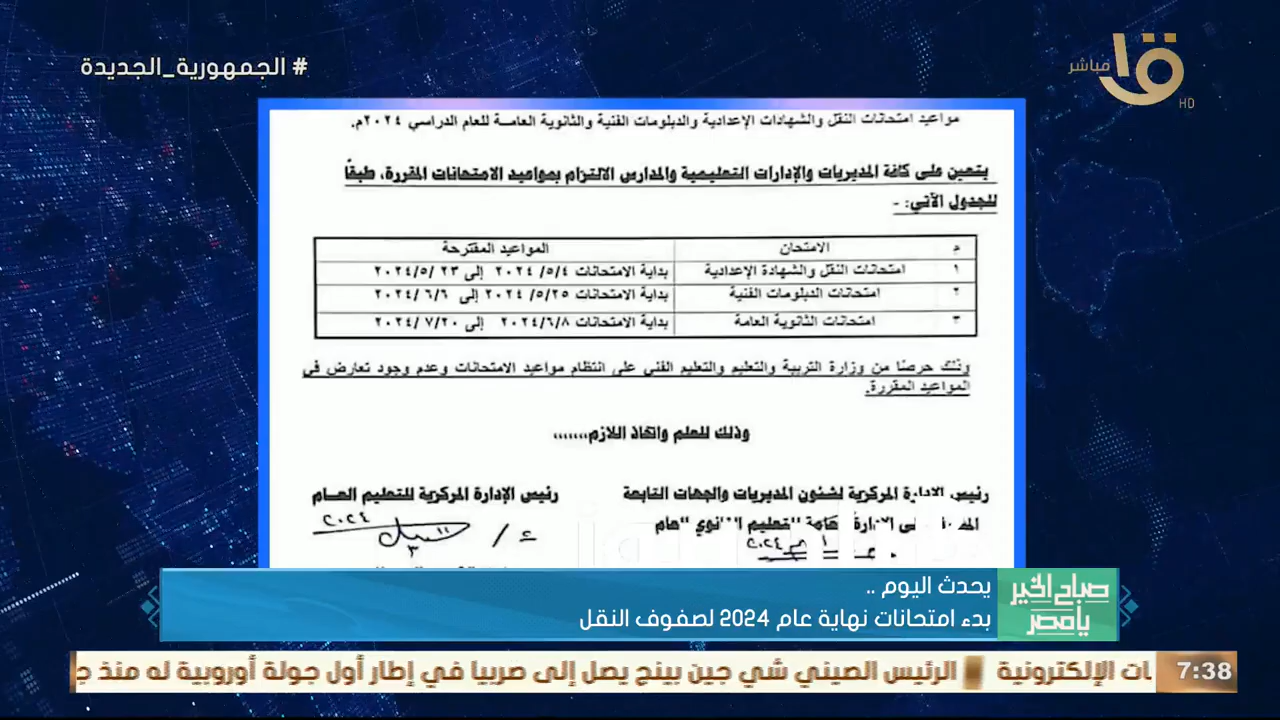 # الجمهورية_الجديدة
مباشر
HD
مواعيد امتحانات النقل والشهادات الإعدادية والدبلومات الفنية والثانوية العامة للعام الدراسي ٢٠٢٤م.
يتعين على كافة المديريات والإدارات التعليمية والمدارس الالتزام بمواعيد الامتحانات المقررة، طبقاً
للجدول الآتي: -
م الامتحان المواعيد المقترحة
١ امتحانات النقل والشهادة الإعدادية بداية الامتحانات ٢٠٢٤/٥/٤ إلى ٢٠٢٤/٥/٢٣
٢ امتحانات الدبلومات الفنية بداية الامتحانات ٢٠٢٤/٥/٢٥ إلى ٢٠٢٤/٦/٦
٣ امتحانات الثانوية العامة بداية الامتحانات ٢٠٢٤/٦/٨ إلى ٢٠٢٤/٧/٢٠
وذلك حرصًا من وزارة التربية والتعليم والتعليم الفني على انتظام مواعيد الامتحانات وعدم وجود تعارض في
المواعيد المقررة.
وذلك للعلم واتخاذ اللازم،،،،،،،
رئيس الإدارة المركزية لشئون المديريات والجهات التابعة
رئيس الإدارة المركزية للتعليم العـام
٢٠٢٤
٢٠٢٤
صباح الخير
يا مصر
يحدث اليوم ..
بدء امتحانات نهاية عام 2024 لصفوف النقل
7:38
ات الإلكترونية الرئيس الصيني شي جين بينج يصل إلى صربيا في إطار أول جولة أوروبية له منذ